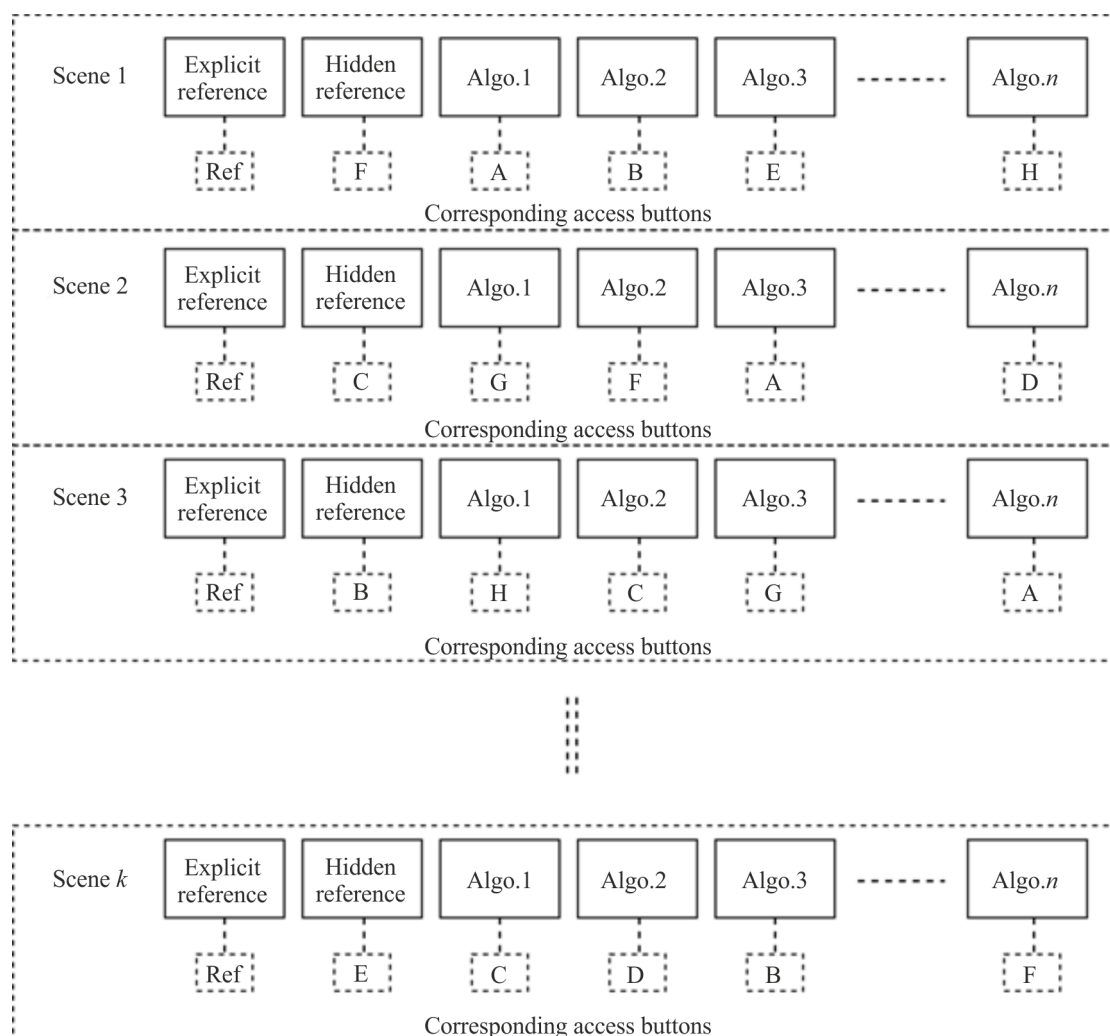 Scene 1
Explicit reference
Hidden reference
Algo.1
Algo.2
Algo.3
Algo.n
Ref
F
A
B
E
H
Corresponding access buttons
Scene 2
Explicit reference
Hidden reference
Algo.1
Algo.2
Algo.3
Algo.n
Ref
C
G
F
A
D
Corresponding access buttons
Scene 3
Explicit reference
Hidden reference
Algo.1
Algo.2
Algo.3
Algo.n
Ref
B
H
C
G
A
Corresponding access buttons
Scene k
Explicit reference
Hidden reference
Algo.1
Algo.2
Algo.3
Algo.n
Ref
E
C
D
B
F
Corresponding access buttons